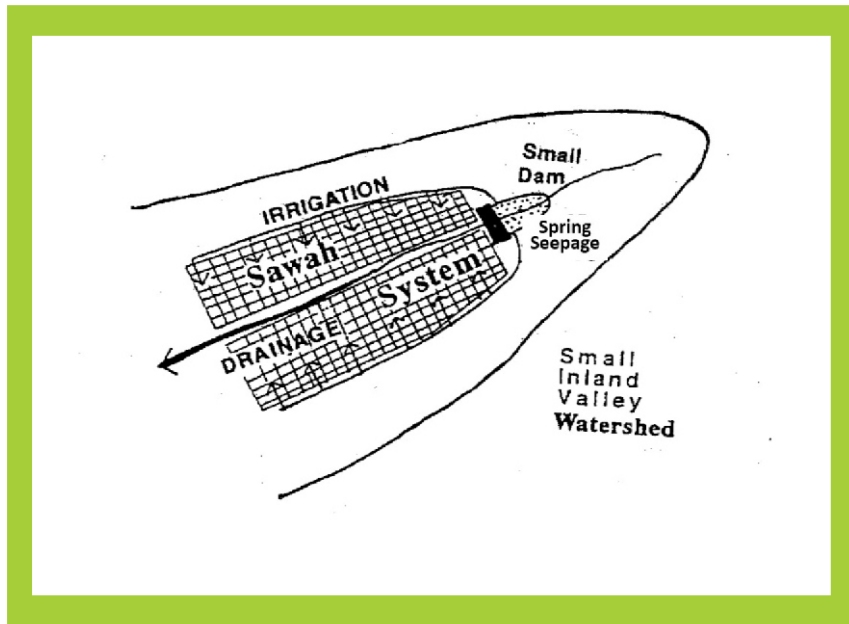 Small
Dam
IRRIGATION
Spring
Seepage
Sawah
System
DRAINAGE
Small
Inland
Valley
Watershed